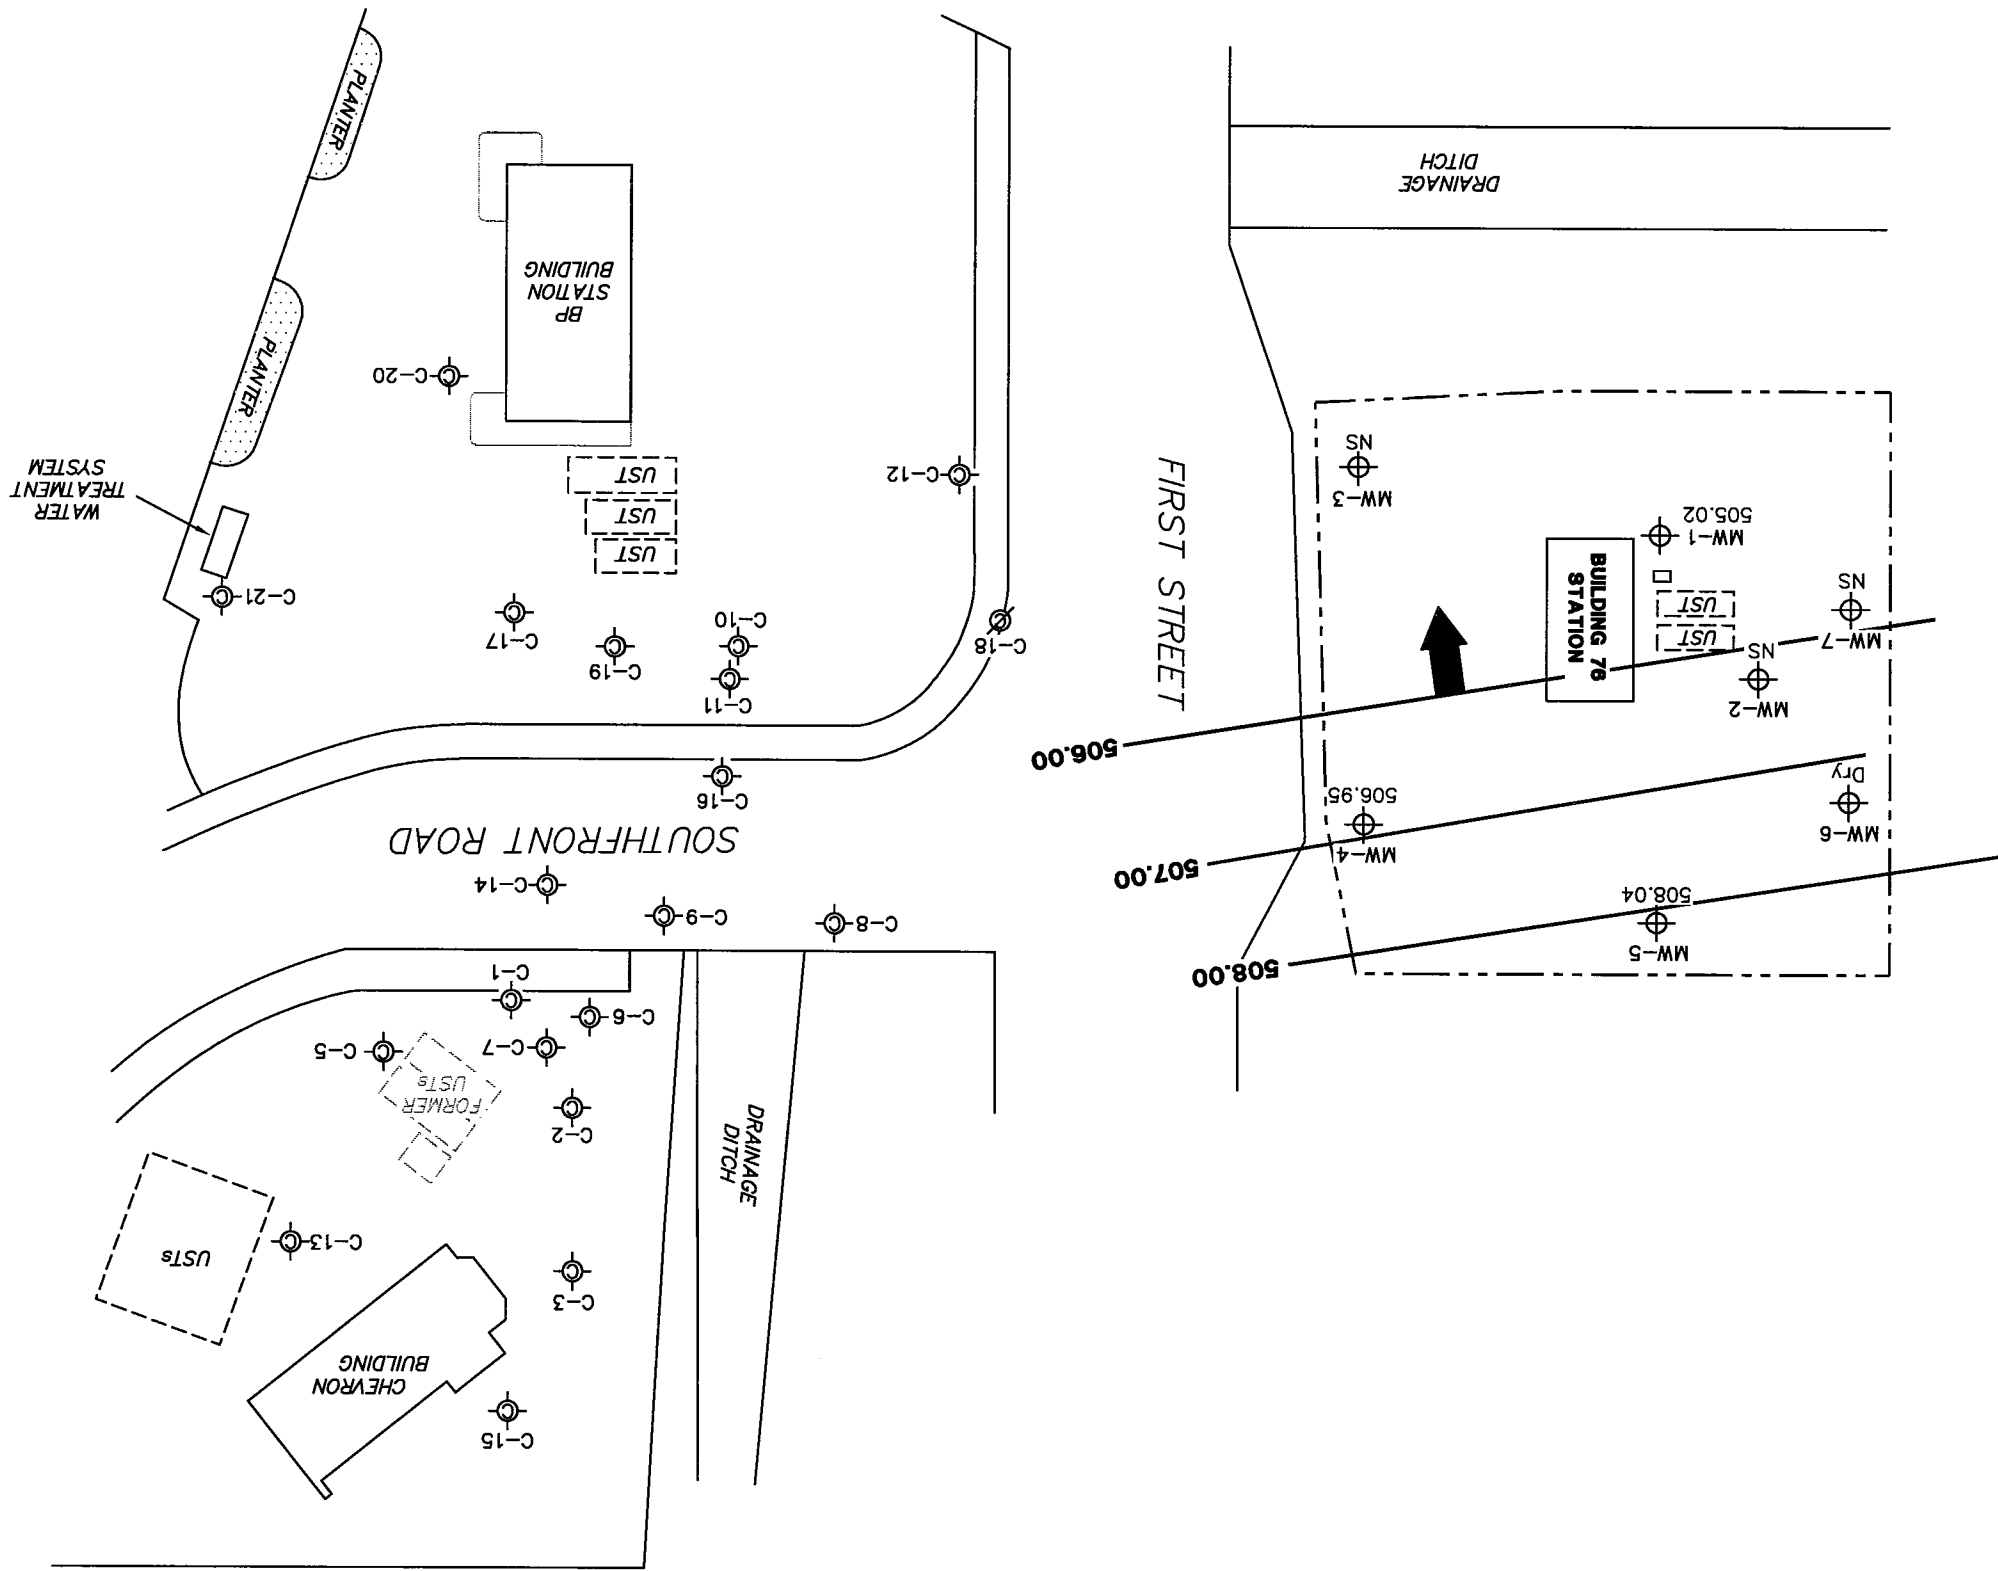 C-15
CHEVRON
BUILDING
C-3
USTs
C-13
DRAINAGE
DITCH
C-2
FORMER
USTs
C-7
C-5
C-6
C-1
508.00
MW-5
508.04
C-8
C-9
C-14
507.00
MW-4
506.95
MW-6
Dry
SOUTHFRONT ROAD
C-16
506.00
MW-2
NS
C-11
C-10
C-19
C-17
C-18
MW-7
NS
UST
UST
BUILDING 76
STATION
FIRST STREET
C-21
MW-1
505.02
UST
UST
UST
WATER
TREATMENT
SYSTEM
MW-3
NS
C-12
C-20
PLANTER
BP
STATION
BUILDING
DRAINAGE
DITCH
PLANTER